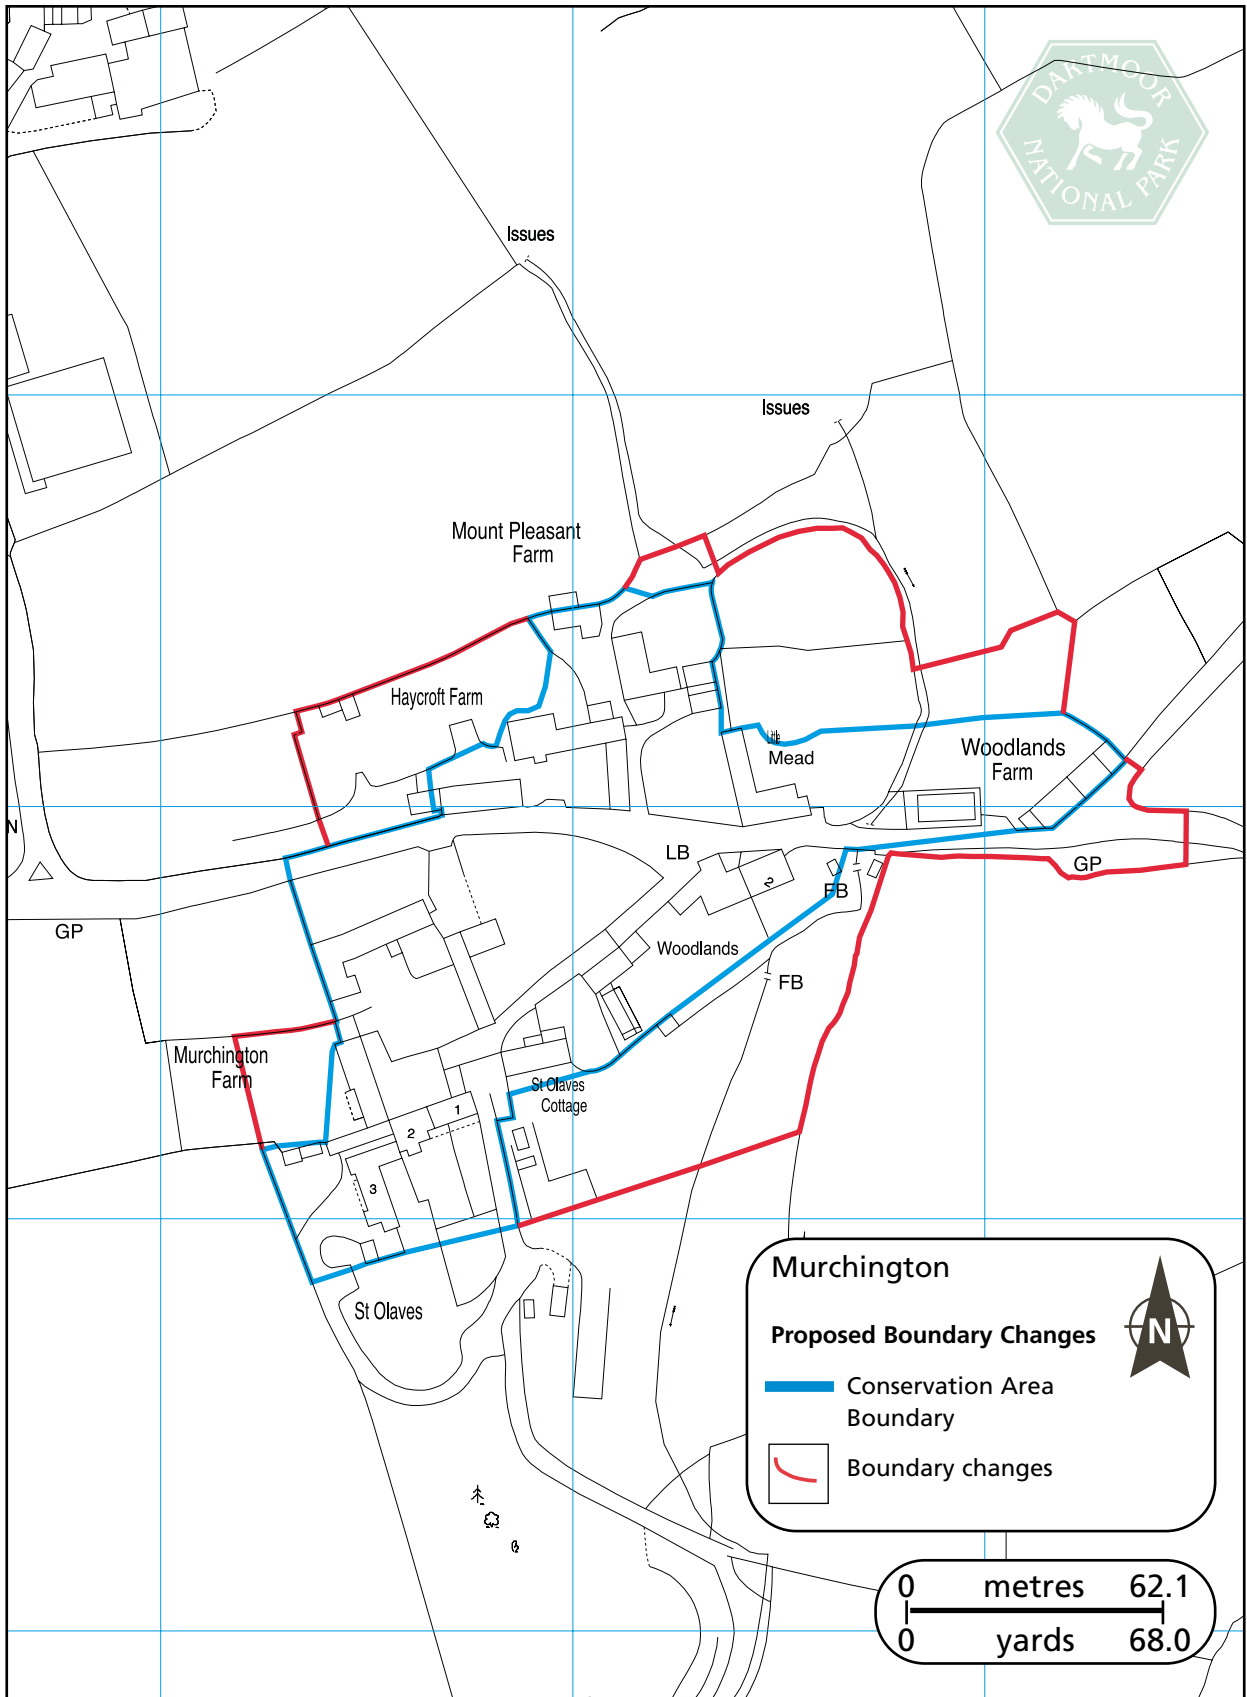 DARTMOOR
NATIONAL PARK
Issues
Issues
Mount Pleasant
Farm
Haycroft Farm
Little
Mead
Woodlands
Farm
N
LB
2
FB
GP
GP
Woodlands
FB
Murchington
Farm
St Olaves
Cottage
1
2
3
St Olaves
Murchington
Proposed Boundary Changes
N
Conservation Area
Boundary
Boundary changes
0 metres 62.1
0 yards 68.0